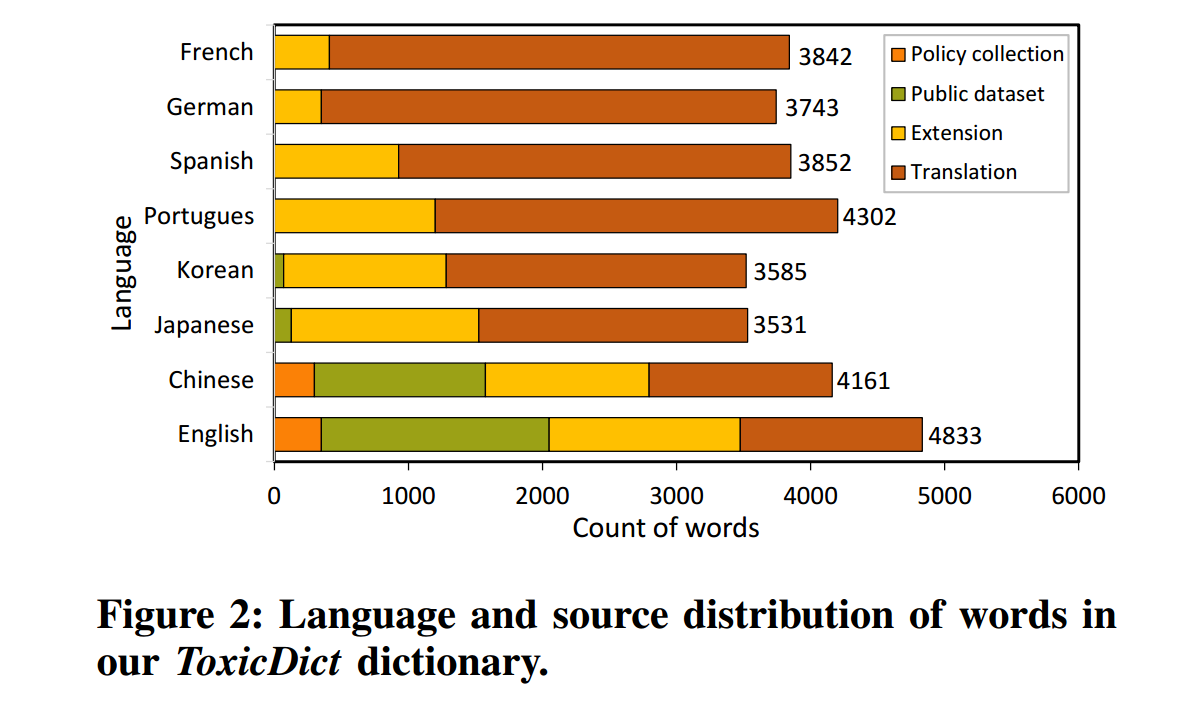 French
3842
German
3743
Spanish
3852
Portugues
4302
Korean
3585
Japanese
3531
Chinese
4161
English
4833
Language
Policy collection
Public dataset
Extension
Translation
0 1000 2000 3000 4000 5000 6000
Count of words
Figure 2: Language and source distribution of words in
our ToxicDict dictionary.